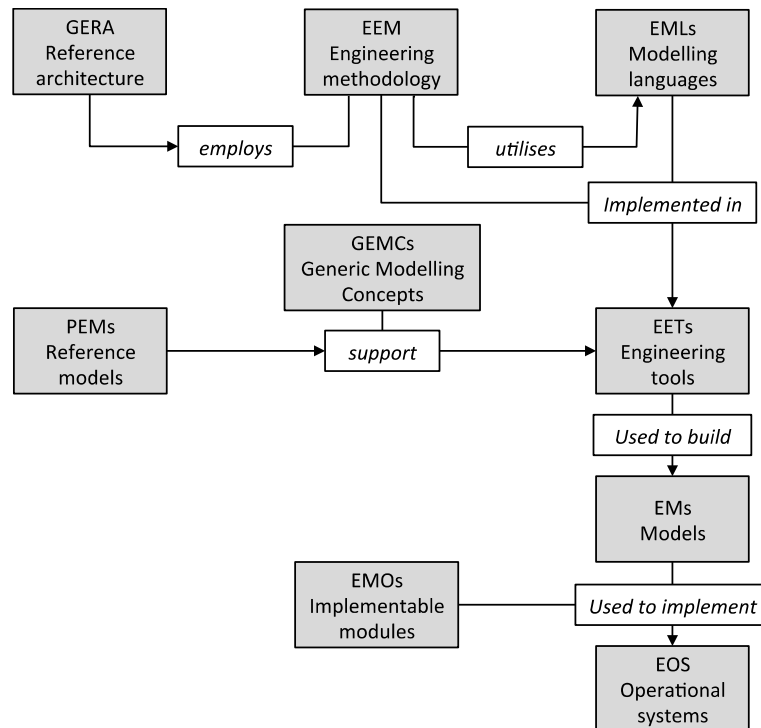 GERA
Reference
architecture
EEM
Engineering
methodology
EMLs
Modelling
languages
employs
utilises
Implemented in
GEMCs
Generic Modelling
Concepts
PEMs
Reference
models
support
EETs
Engineering
tools
Used to build
EMs
Models
EMOs
Implementable
modules
Used to implement
EOS
Operational
systems